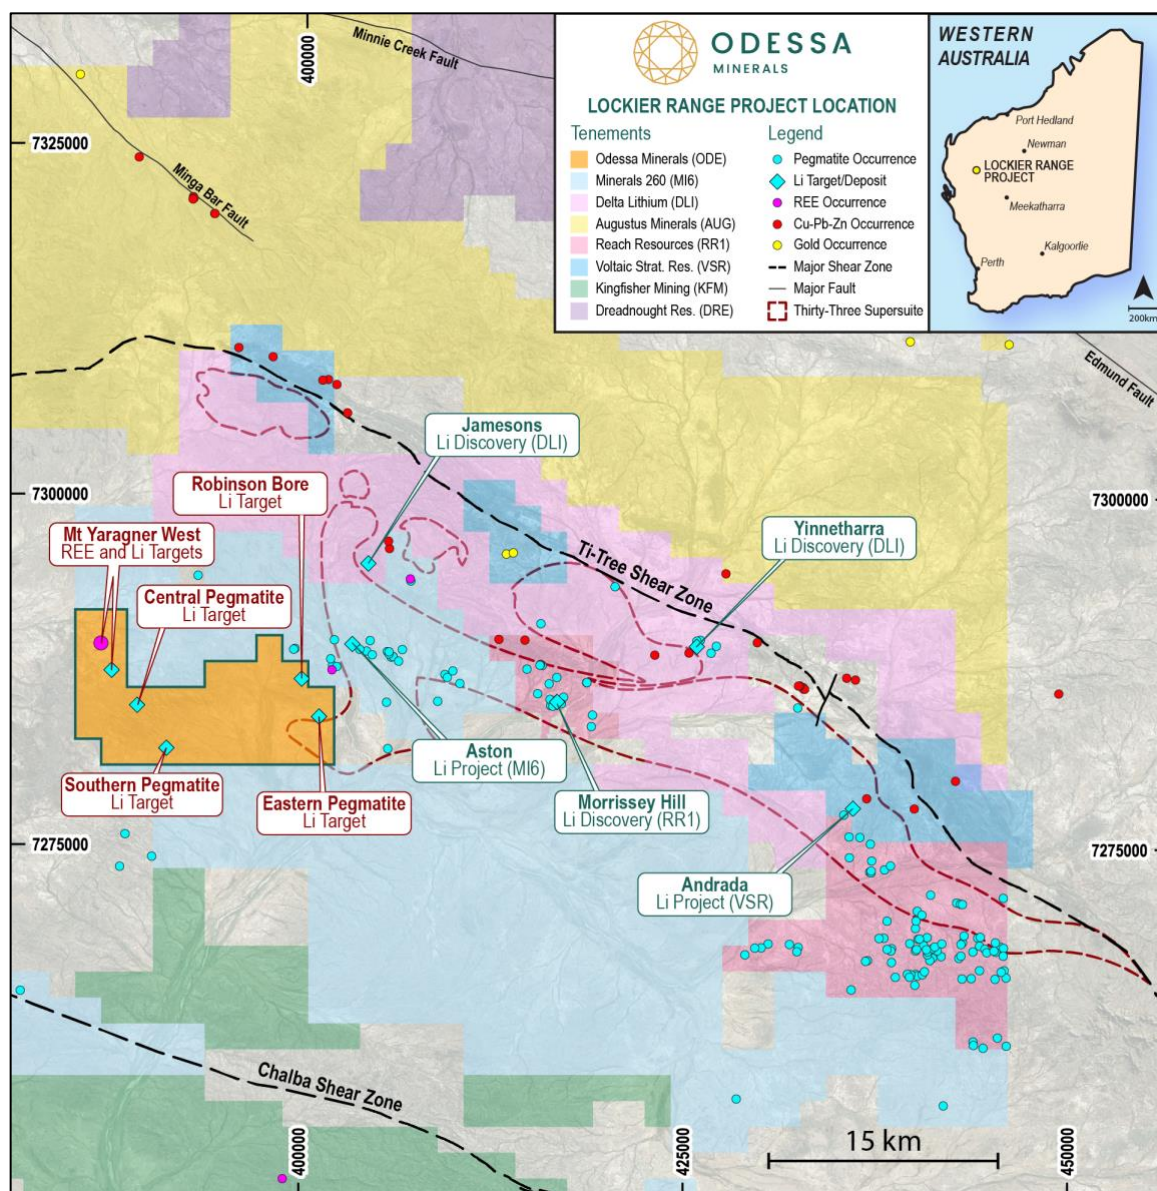 Minnie Creek Fault
400000
7325000
Minga Bar Fault
ODESSA
MINERALS
LOCKIER RANGE PROJECT LOCATION
Tenements
Odessa Minerals (ODE)
Minerals 260 (MI6)
Delta Lithium (DLI)
Augustus Minerals (AUG)
Reach Resources (RR1)
Voltaic Strat. Res. (VSR)
Kingfisher Mining (KFM)
Dreadnought Res. (DRE)
Legend
Pegmatite Occurrence
Li Target/Deposit
REE Occurrence
Cu-Pb-Zn Occurrence
Gold Occurrence
Major Shear Zone
Major Fault
Thirty-Three Supersuite
WESTERN
AUSTRALIA
Port Hedland
Newman
LOCKIER RANGE
PROJECT
Meekatharra
Kalgoorlie
Perth
200km
Edmund Fault
Jamesons
Li Discovery (DLI)
Robinson Bore
Li Target
7300000
7300000
Mt Yaragner West
REE and Li Targets
Yinnetharra
Li Discovery (DLI)
Ti-Tree Shear Zone
Central Pegmatite
Li Target
Aston
Li Project (MI6)
Southern Pegmatite
Li Target
Eastern Pegmatite
Li Target
Morrissey Hill
Li Discovery (RR1)
7275000
7275000
Andrada
Li Project (VSR)
Chalba Shear Zone
15 km
400000
425000
450000